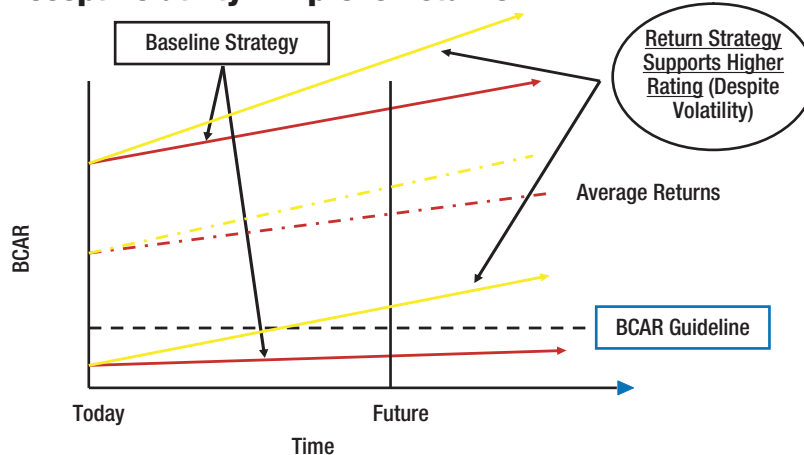 Baseline Strategy
Return Strategy
Supports Higher
Rating (Despite
Volatility)
Average Returns
BCAR
BCAR Guideline
Today
Future
Time